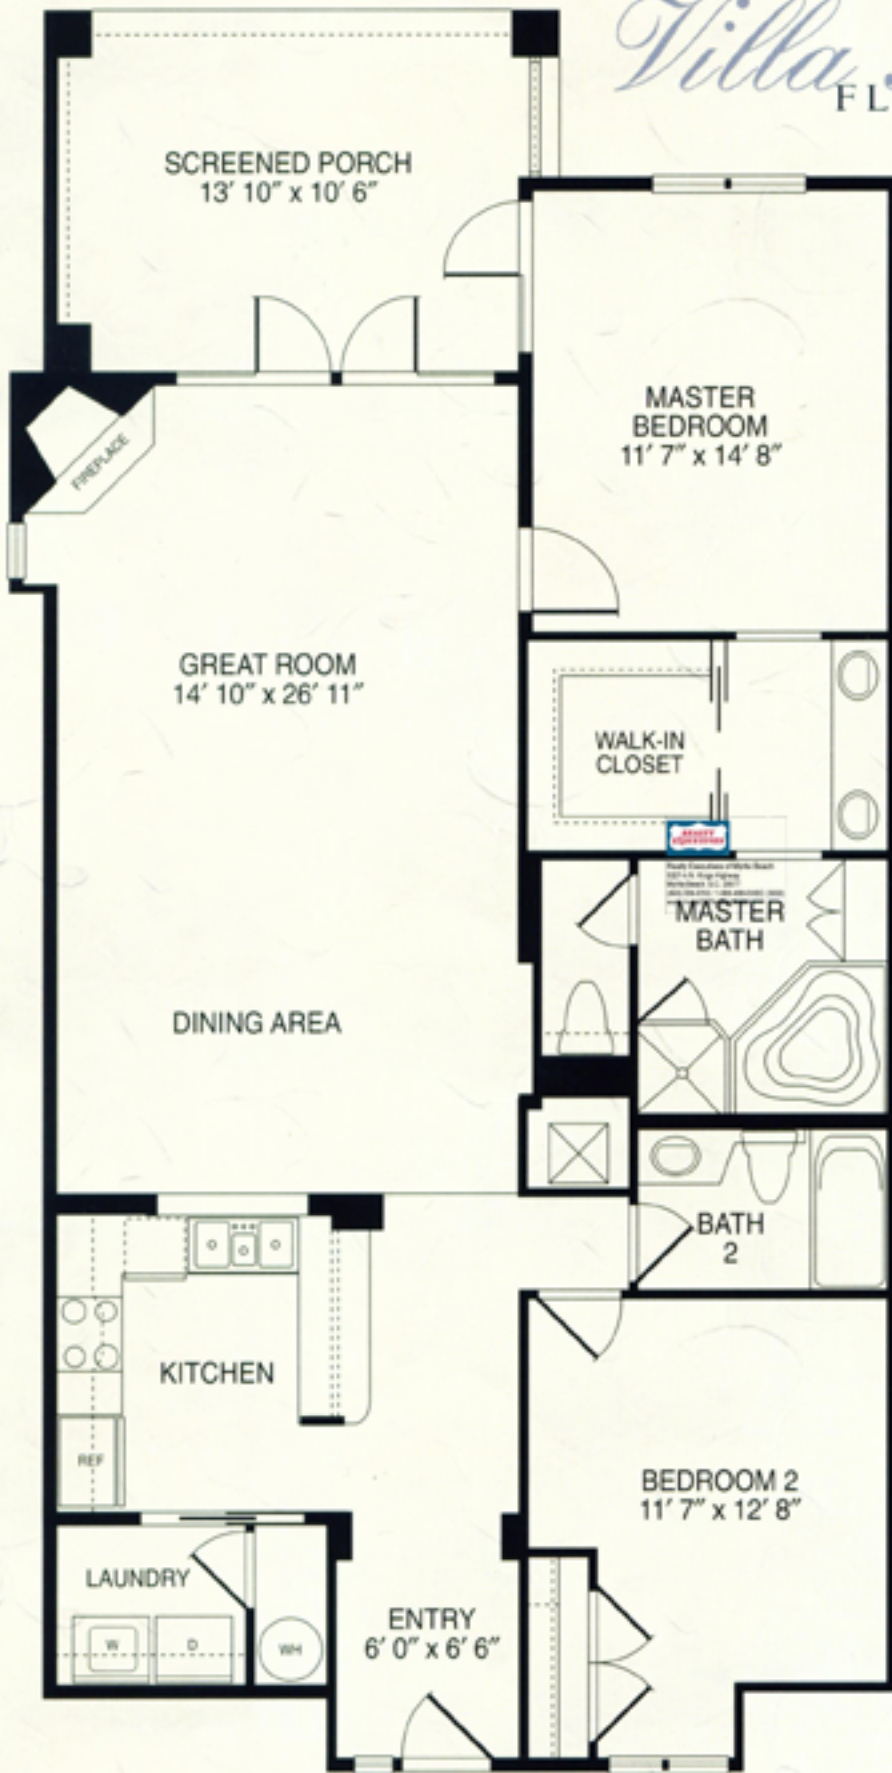 Villa
FL
SCREENED PORCH
13' 10" x 10' 6"
MASTER
BEDROOM
11' 7" x 14' 8"
FIREPLACE
GREAT ROOM
14' 10" x 26' 11"
WALK-IN
CLOSET
MASTER
BATH
DINING AREA
BATH
2
KITCHEN
REF
BEDROOM 2
11' 7" x 12' 8"
LAUNDRY
W
D
WH
ENTRY
6' 0" x 6' 6"